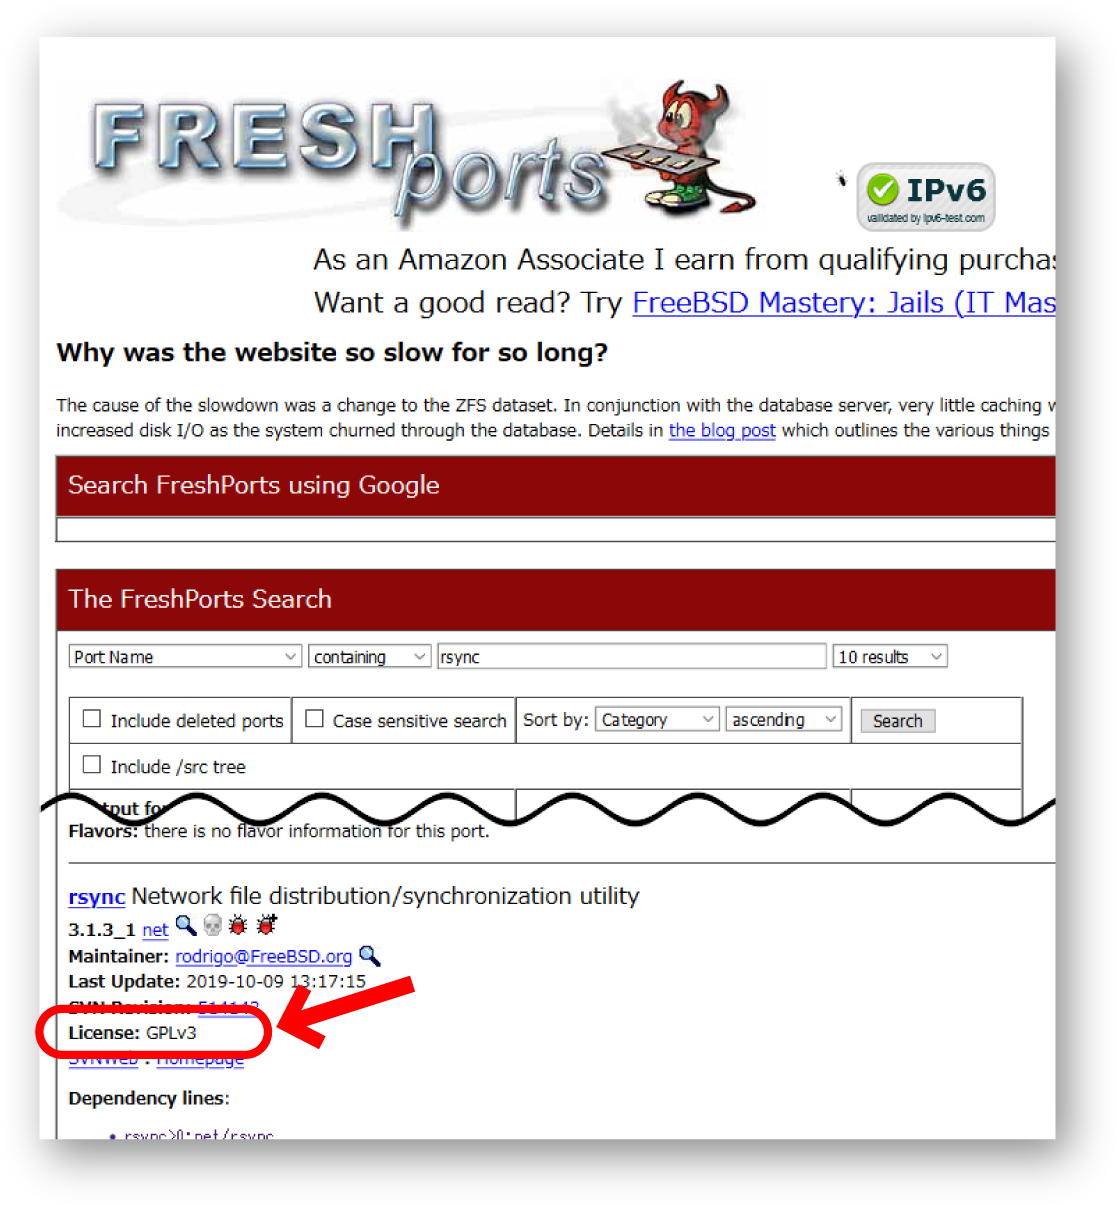 FRESH
ports
IPv6
validated by ipv6-test.com
As an Amazon Associate I earn from qualifying purchas
Want a good read? Try FreeBSD Mastery: Jails (IT Mas
Why was the website so slow for so long?
The cause of the slowdown was a change to the ZFS dataset. In conjunction with the database server, very little caching w
increased disk I/O as the system churned through the database. Details in the blog post which outlines the various things
Search FreshPorts using Google
The FreshPorts Search
Port Name containing rsync 10 results
Include deleted ports Case sensitive search Sort by: Category ascending Search
Include /src tree
Flavors: there is no flavor information for this port.
rsync Network file distribution/synchronization utility
3.1.3_1 net
Maintainer: rodrigo@FreeBSD.org
Last Update: 2019-10-09 13:17:15
SVN Revision: 514142
License: GPLv3
SVNWeb : Homepage
Dependency lines:
• rsync>0:net/rsync